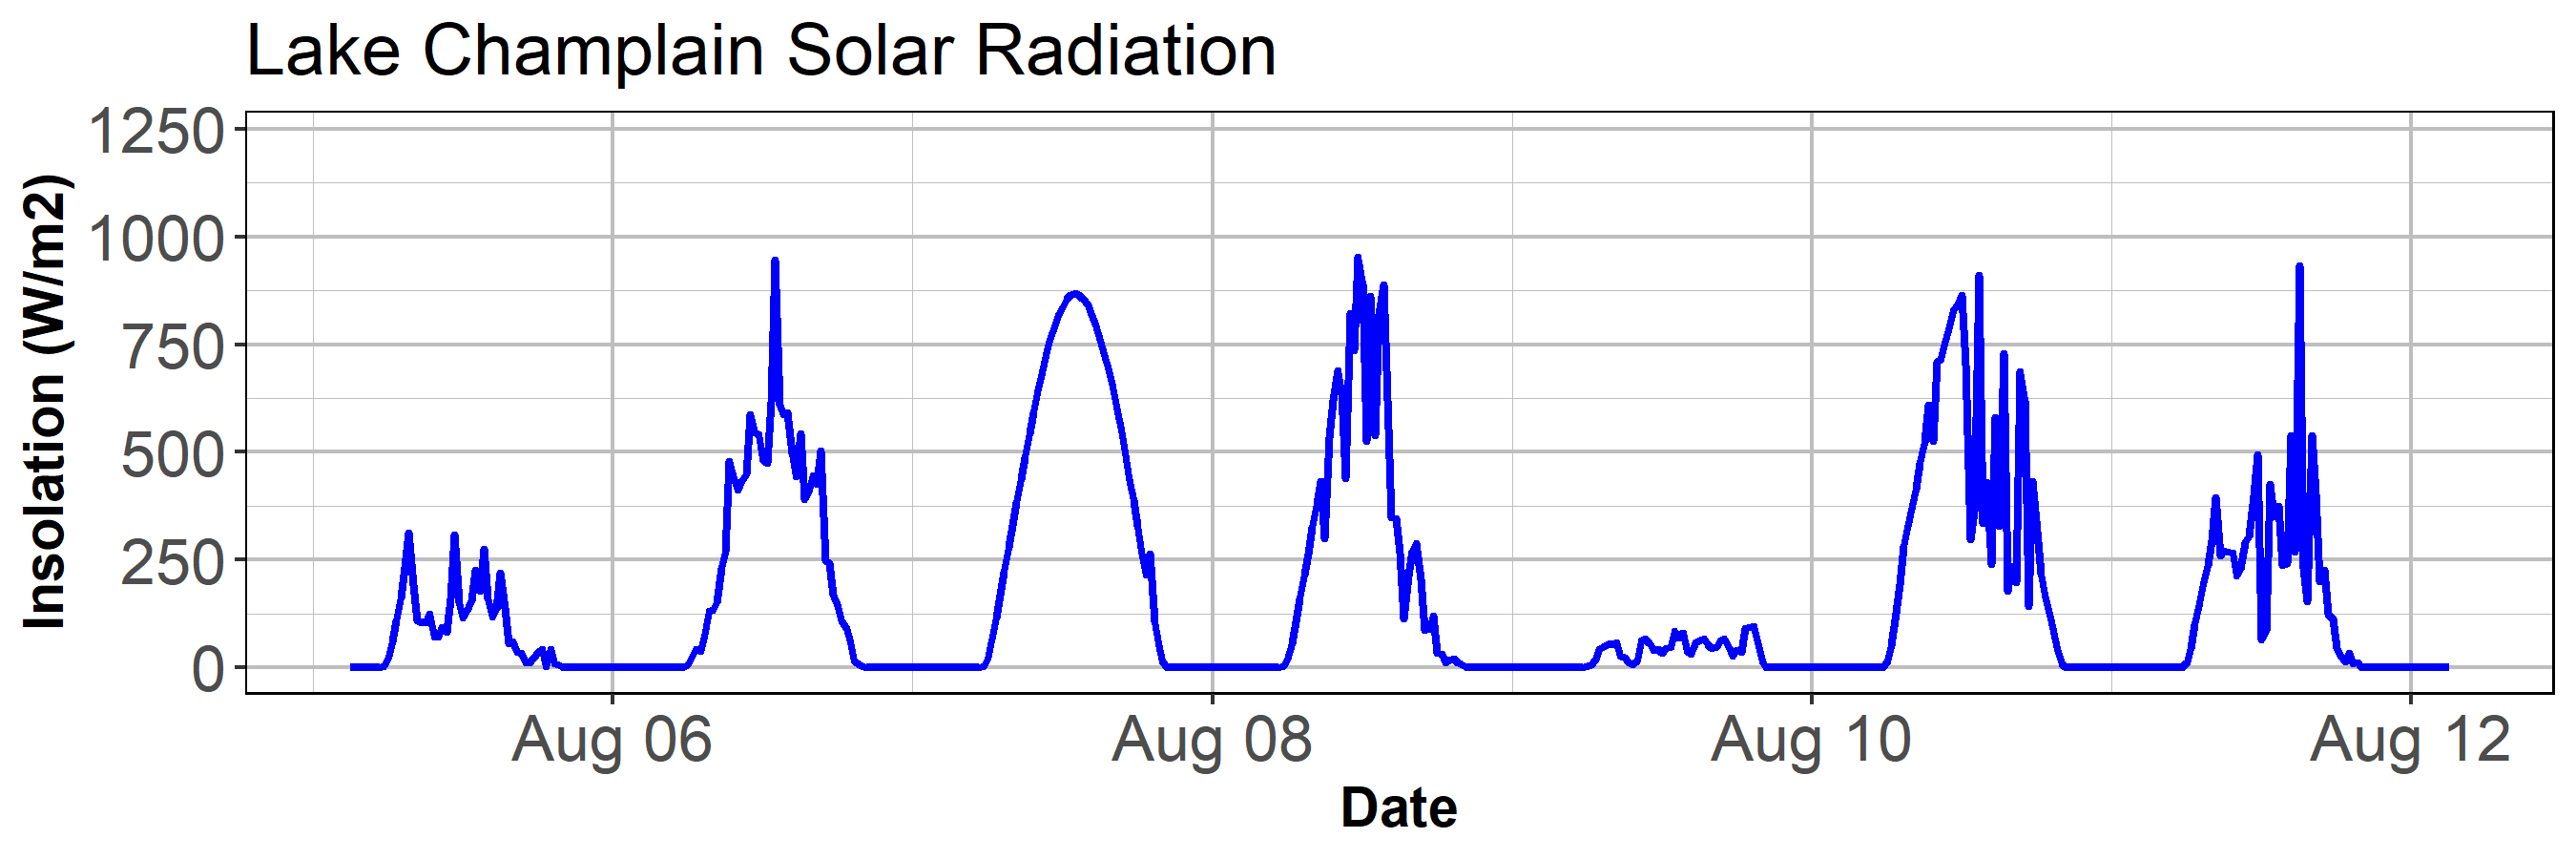 Lake Champlain Solar Radiation
Insolation (W/m2)
1250
1000
750
500
250
0
Aug 06 Aug 08 Aug 10 Aug 12
Date